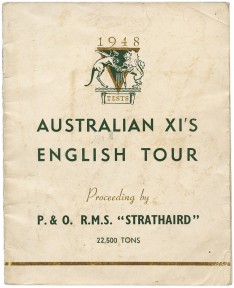 1948
TESTS
AUSTRALIAN XI'S
ENGLISH TOUR
Proceeding by
P. & O. R.M.S. "STRATHAIRD"
22,500 TONS